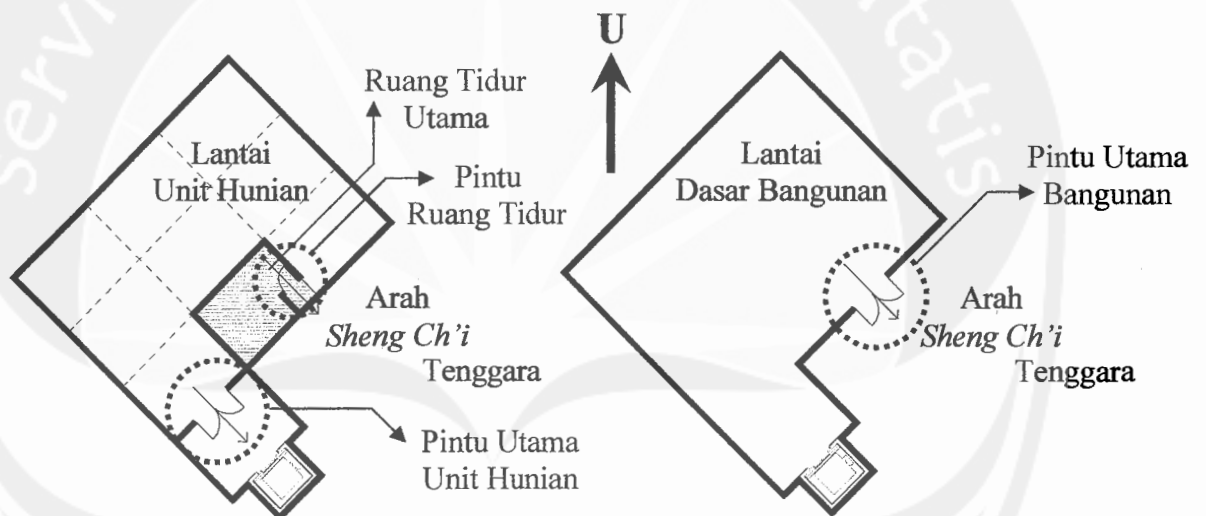 Ruang Tidur
Utama
Lantai
Unit Hunian
Pintu
Ruang Tidur
Arah
Sheng Ch’i
Tenggara
Pintu Utama
Unit Hunian
U
Lantai
Dasar Bangunan
Pintu Utama
Bangunan
Arah
Sheng Ch’i
Tenggara